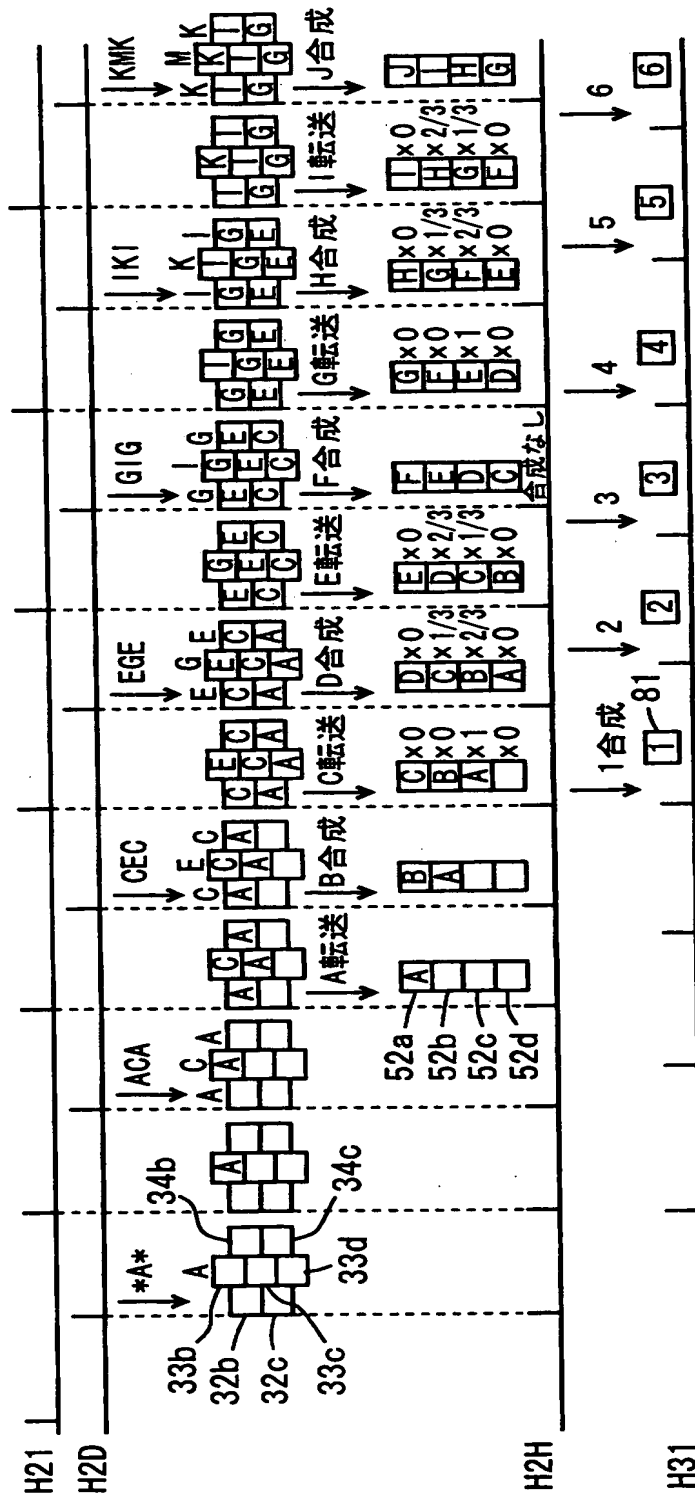 H21
H2D
*A*
A
33b
32b
32c
33c
33d
34b
34c
A
ACA
A C A
A
C
A A A
A転送
A
52a
52b
52c
52d
CEC
C E C
A C A
A
B合成
B
A
E
C C C
A A A
C転送
C ×0
B ×0
A ×1
×0
EGE
E G E
C E C
A C A
A
D合成
D ×0
C ×1/3
B ×2/3
A ×0
G
E E E
C C C
E転送
E ×0
D ×2/3
C ×1/3
B ×0
GIG
G I G
E G E
C E C
C
F合成
F
E
D
C
合成なし
I
G G G
E E E
G転送
G ×0
F ×0
E ×1
D ×0
IKI
I K I
G I G
E G E
E
H合成
H ×0
G ×1/3
F ×2/3
E ×0
K
I I I
G G G
I転送
I ×0
H ×2/3
G ×1/3
F ×0
KMK
K M K
I K I
G I G
G
J合成
J
I
H
G
H2H
1合成 2 3 4 5 6
1 81 2 3 4 5 6
H31